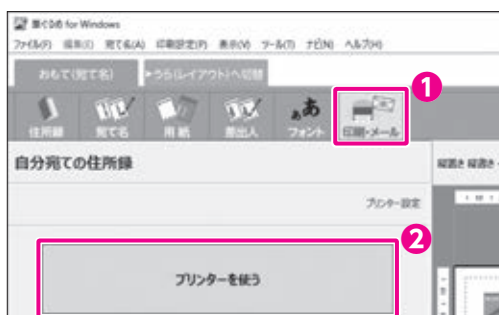 筆ぐるめ for Windows
ファイル(F) 編集(E) 宛て名(A) 印刷設定(P) 表示(V) ツール(T) ナビ(N) ヘルプ(H)
おもて(宛て名) ▸うら(レイアウト)へ切替
1
住所録 宛て名 用紙 差出人 フォント 印刷・メール
自分宛ての住所録
縦書き 縦書き
プリンター設定
2
プリンターを使う